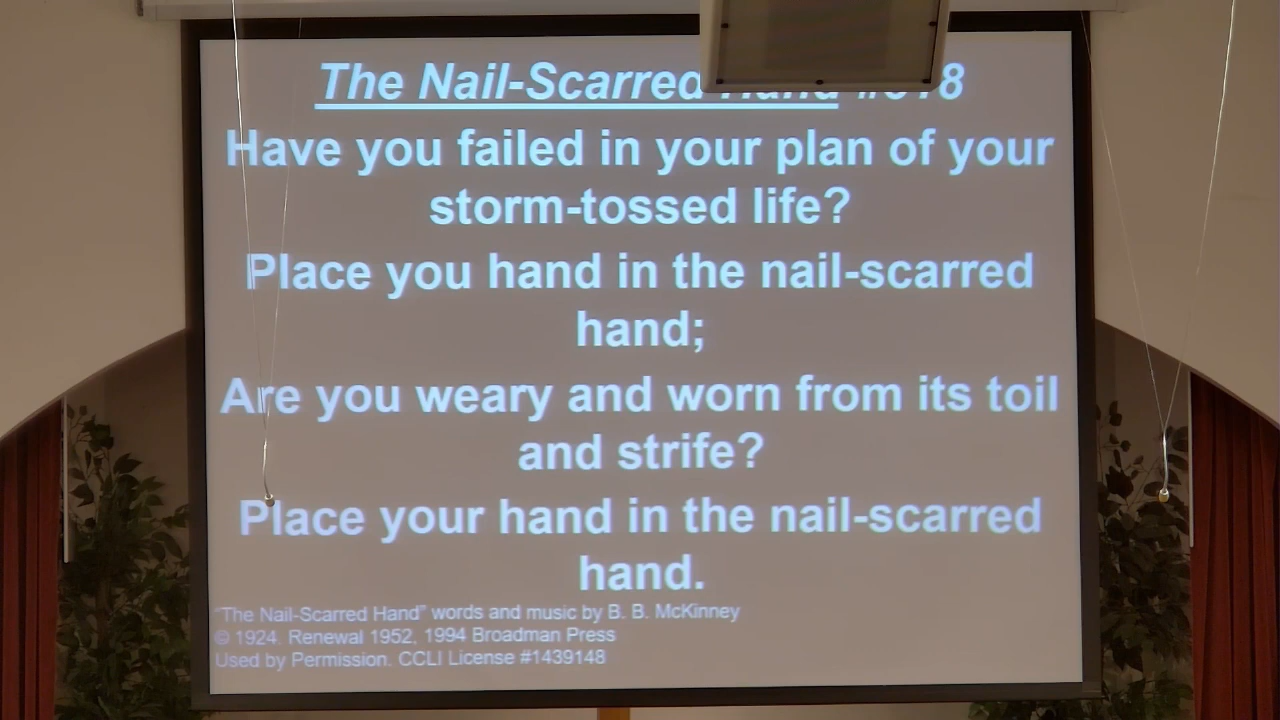 The Nail-Scarred Hand
Have you failed in your plan of your
storm-tossed life?
Place you hand in the nail-scarred
hand;
Are you weary and worn from its toil
and strife?
Place your hand in the nail-scarred
hand.
"The Nail-Scarred Hand" words and music by B. B. McKinney
© 1924. Renewal 1952, 1994 Broadman Press
Used by Permission. CCLI License #1439148